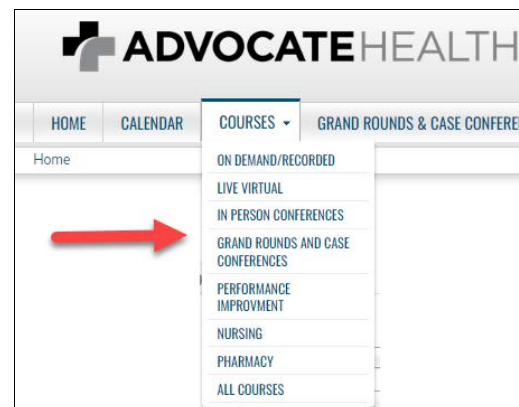 ADVOCATEHEALTH
HOME CALENDAR COURSES GRAND ROUNDS & CASE
Home
ON DEMAND/RECORDED
LIVE VIRTUAL
IN PERSON CONFERENCES
GRAND ROUNDS AND CASE
CONFERENCES
PERFORMANCE
IMPROVMENT
NURSING
PHARMACY
ALL COURSES